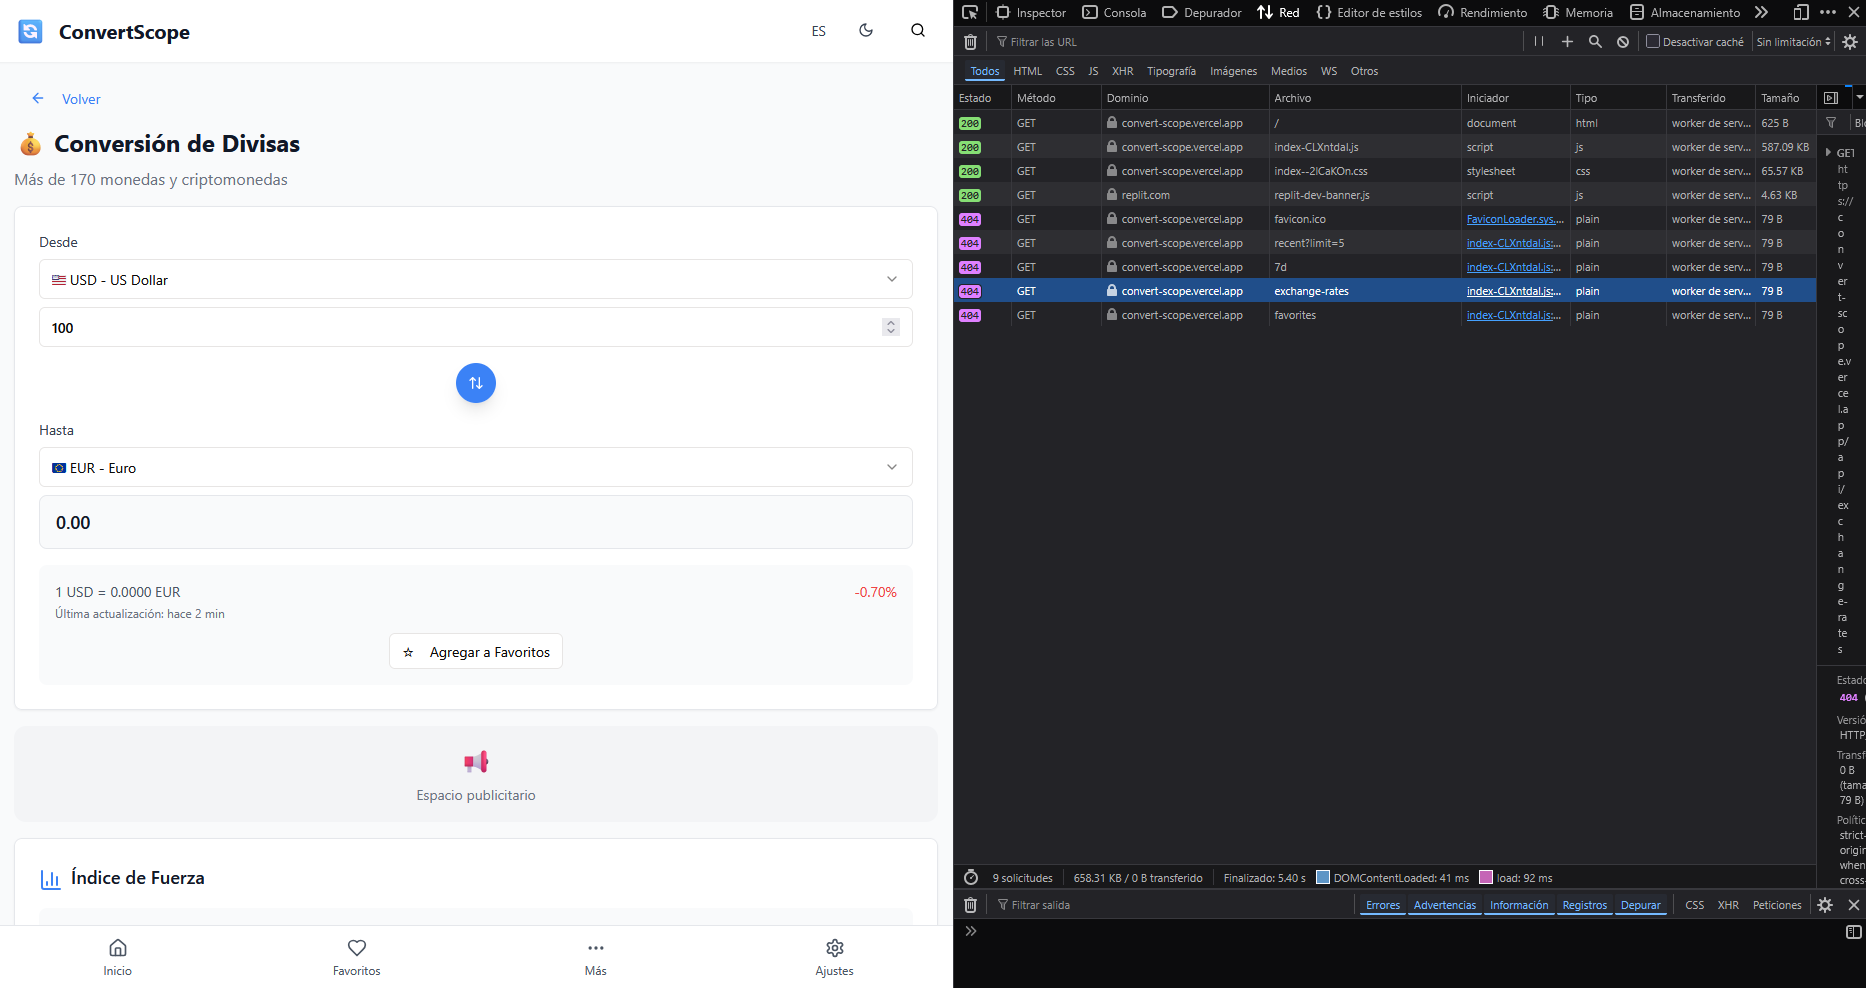 ConvertScope
ES
Volver
Conversión de Divisas
Más de 170 monedas y criptomonedas
Desde
USD - US Dollar
100
Hasta
EUR - Euro
0.00
1 USD = 0.0000 EUR
-0.70%
Última actualización: hace 2 min
☆ Agregar a Favoritos
Espacio publicitario
Índice de Fuerza
Inicio
Favoritos
Más
Ajustes
Inspector Consola Depurador Red Editor de estilos Rendimiento Memoria Almacenamiento
Filtrar las URL
Desactivar caché
Sin limitación
Todos HTML CSS JS XHR Tipografía Imágenes Medios WS Otros
Estado Método Dominio Archivo Iniciador Tipo Transferido Tamaño
200 GET convert-scope.vercel.app / document html worker de serv... 625 B
200 GET convert-scope.vercel.app index-CLXntdal.js script js worker de serv... 587.09 KB
200 GET convert-scope.vercel.app index--2lCaKOn.css stylesheet css worker de serv... 65.57 KB
200 GET replit.com replit-dev-banner.js script js worker de serv... 4.63 KB
404 GET convert-scope.vercel.app favicon.ico FaviconLoader.sys.... plain worker de serv... 79 B
404 GET convert-scope.vercel.app recent?limit=5 index-CLXntdal.js:... plain worker de serv... 79 B
404 GET convert-scope.vercel.app 7d index-CLXntdal.js:... plain worker de serv... 79 B
404 GET convert-scope.vercel.app exchange-rates index-CLXntdal.js:... plain worker de serv... 79 B
404 GET convert-scope.vercel.app favorites index-CLXntdal.js:... plain worker de serv... 79 B
GET
ht
tp
s://
c
o
n
v
er
t-
sc
o
p
e.v
er
ce
l.a
p
p/
a
p
i/
ex
c
h
a
n
g
e-
ra
te
s
404
HTTP
0 B
(tama
79 B)
strict-
origin
when
cross-
9 solicitudes
658.31 KB / 0 B transferido
Finalizado: 5.40 s
DOMContentLoaded: 41 ms
load: 92 ms
Filtrar salida
Errores Advertencias Información Registros Depurar CSS XHR Peticiones